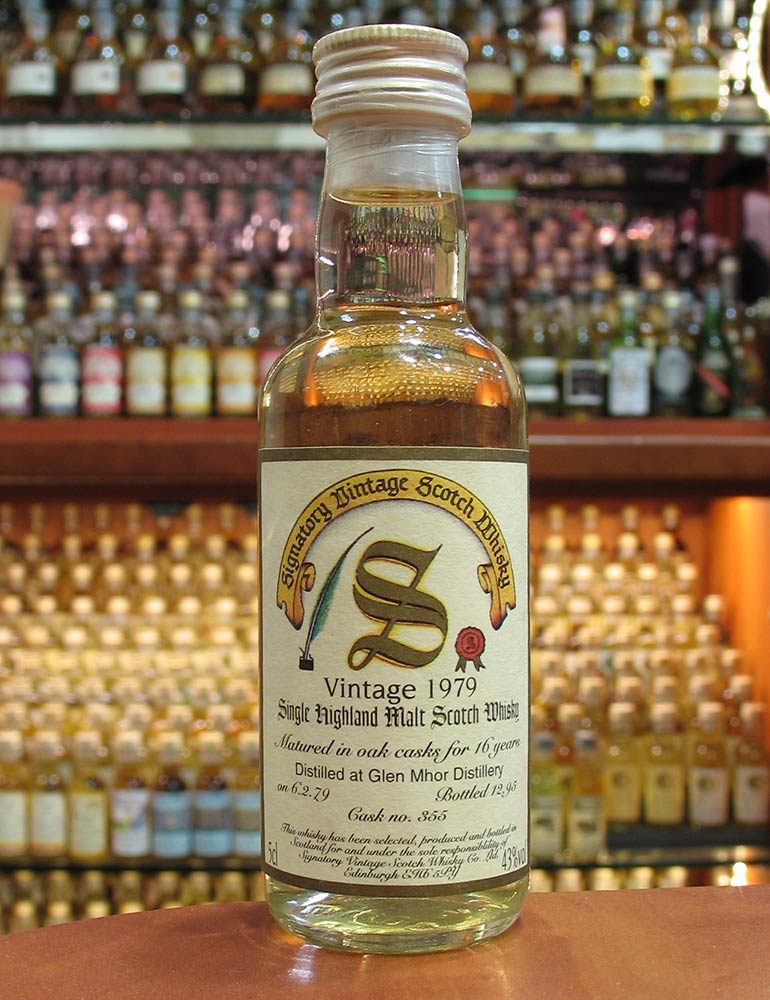 Signatory Vintage Scotch Whisky
S
Vintage 1979
Single Highland Malt Scotch Whisky
Matured in oak casks for 16 years
Distilled at Glen Mhor Distillery
on 6.2.79 Bottled 12.95
Cask no. 355
This whisky has been selected, produced and bottled in
Scotland for and under the sole responsibility of
Signatory Vintage Scotch Whisky Co. Ltd.
Edinburgh EH6 5PY
5cl 43%vol